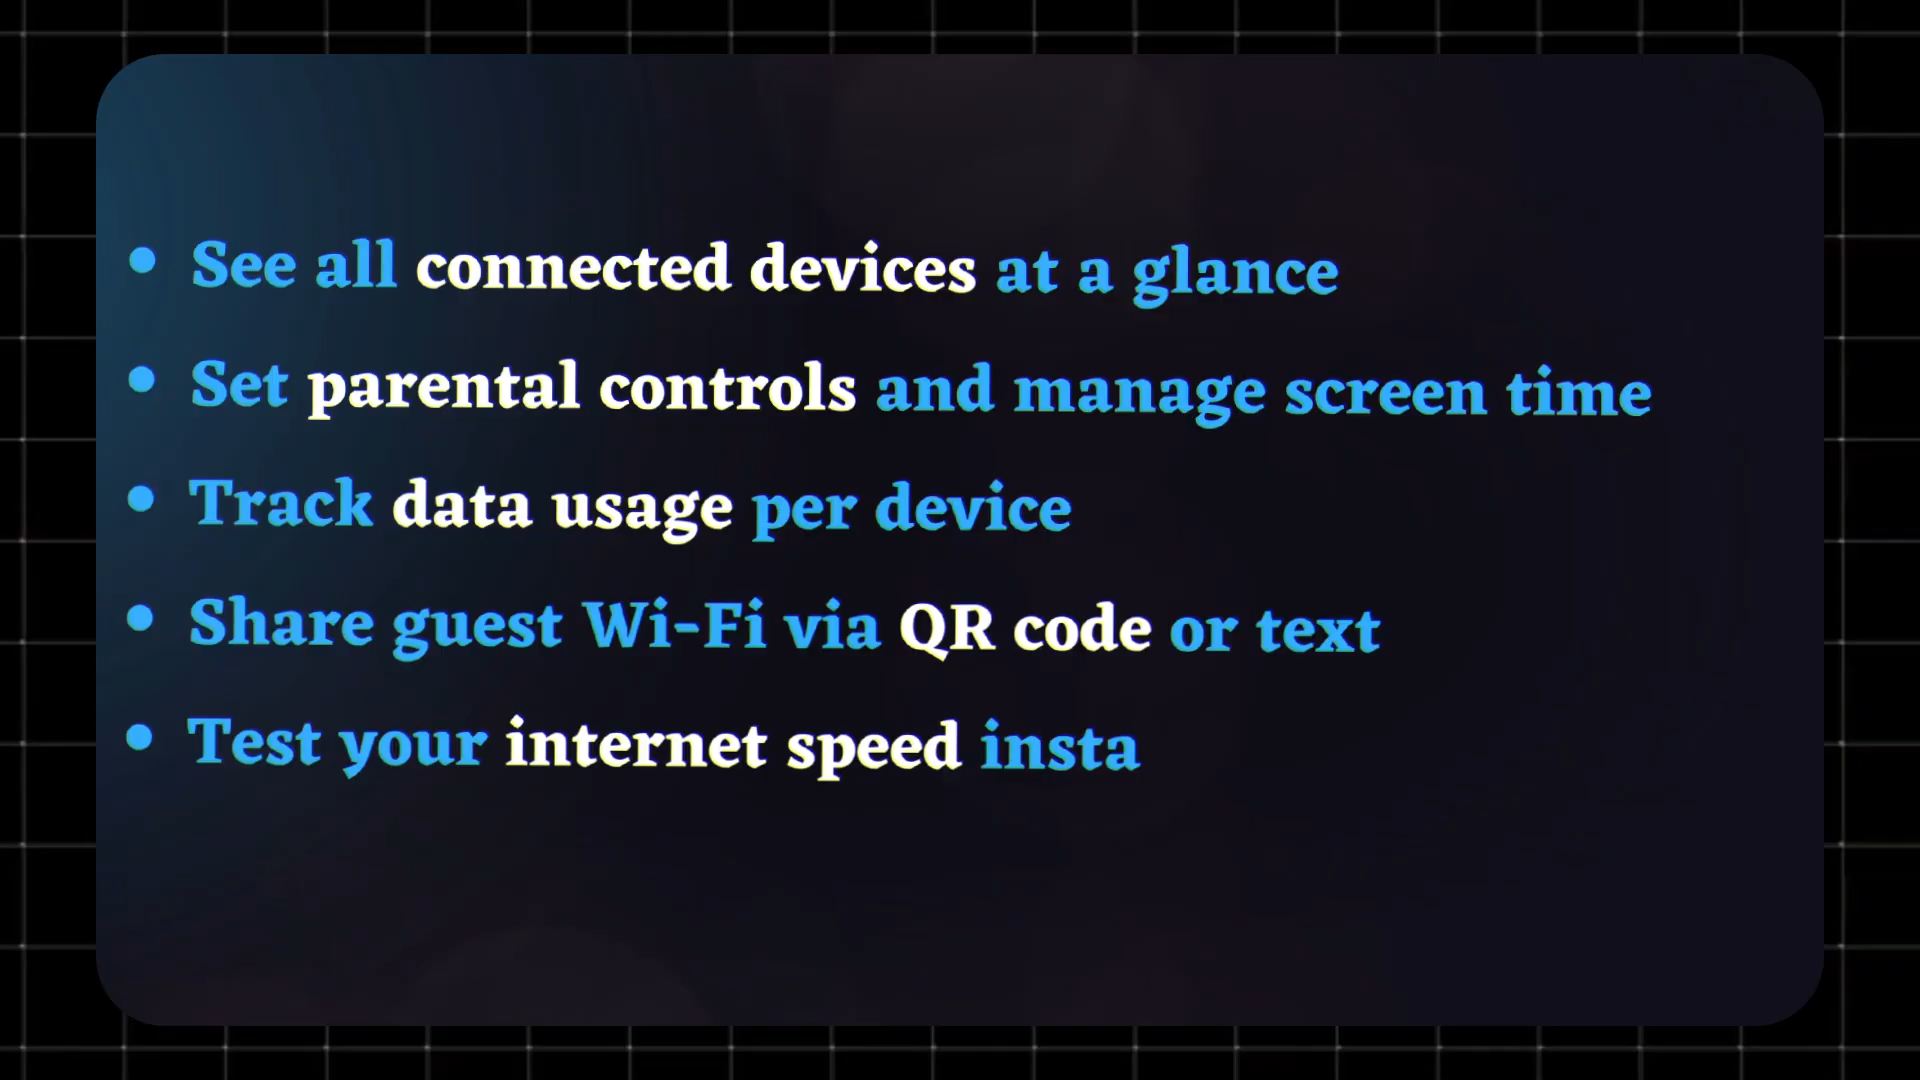 • See all connected devices at a glance
• Set parental controls and manage screen time
• Track data usage per device
• Share guest Wi-Fi via QR code or text
• Test your internet speed insta